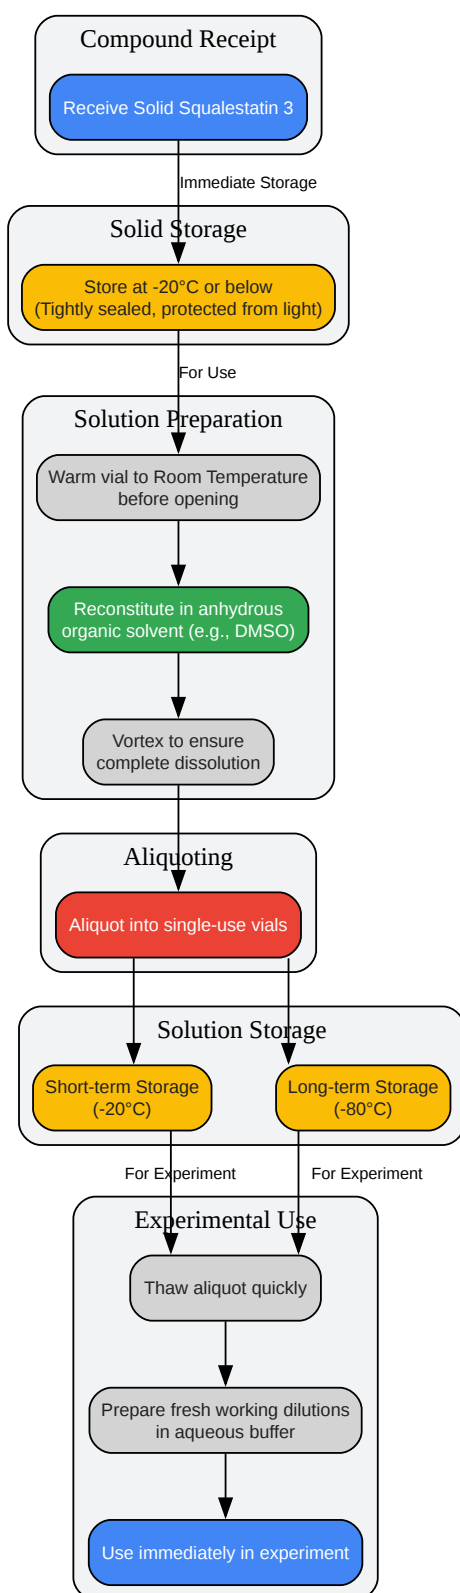 Compound Receipt
Receive Solid Squalestatin 3
Immediate Storage
Solid Storage
Store at -20°C or below
(Tightly sealed, protected from light)
For Use
Solution Preparation
Warm vial to Room Temperature
before opening
Reconstitute in anhydrous
organic solvent (e.g., DMSO)
Vortex to ensure
complete dissolution
Aliquoting
Aliquot into single-use vials
Solution Storage
Short-term Storage
(-20°C)
Long-term Storage
(-80°C)
For Experiment
For Experiment
Experimental Use
Thaw aliquot quickly
Prepare fresh working dilutions
in aqueous buffer
Use immediately in experiment